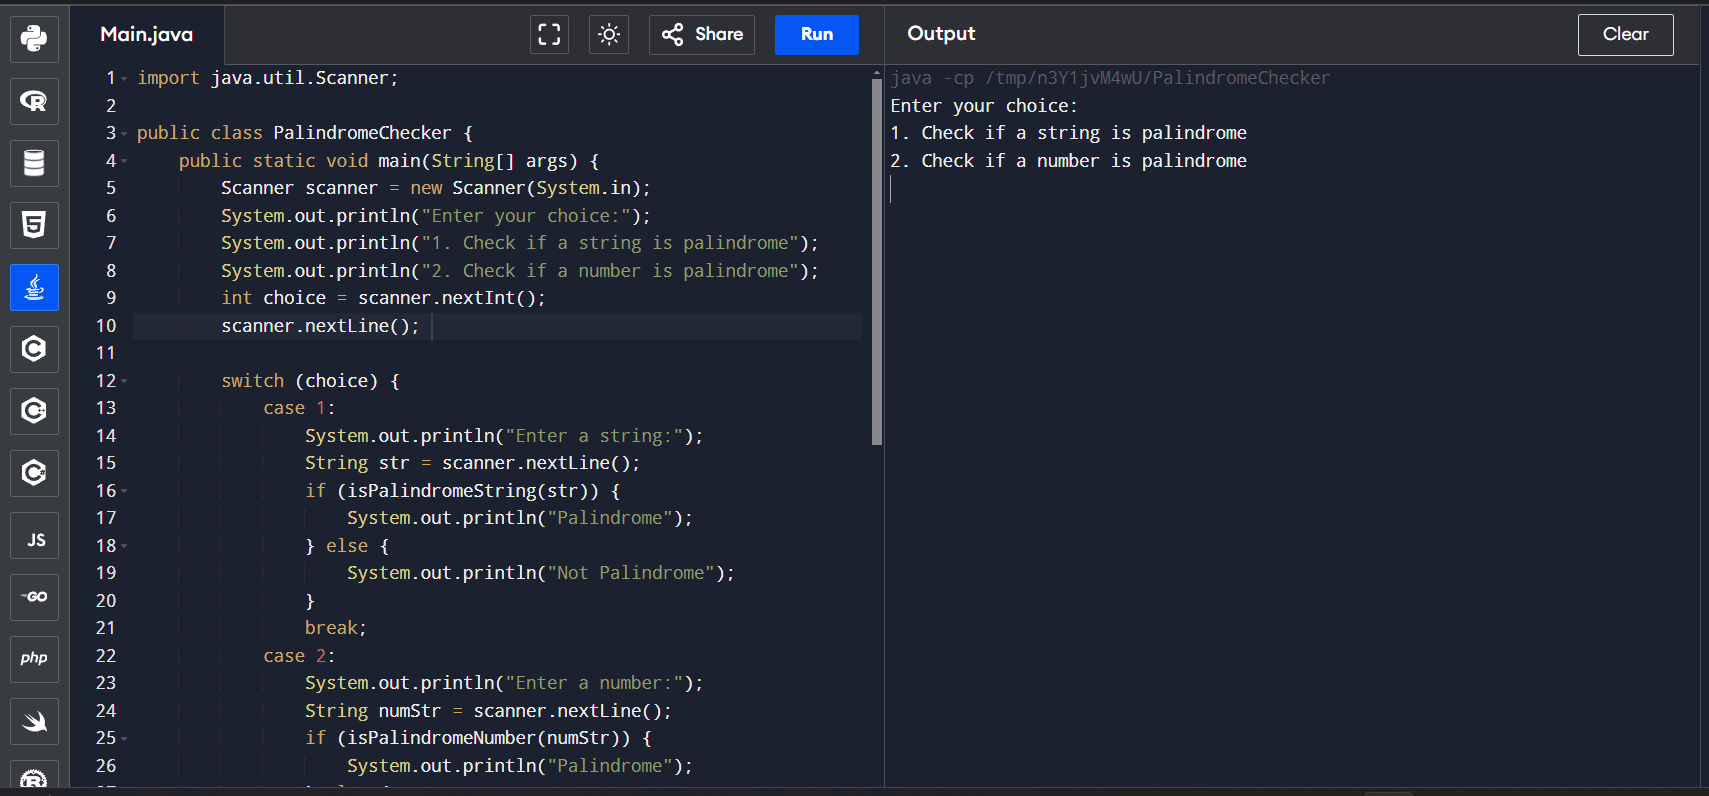 Main.java
Share
Run
Output
Clear
1 import java.util.Scanner;
2
3 public class PalindromeChecker {
4     public static void main(String[] args) {
5         Scanner scanner = new Scanner(System.in);
6         System.out.println("Enter your choice:");
7         System.out.println("1. Check if a string is palindrome");
8         System.out.println("2. Check if a number is palindrome");
9         int choice = scanner.nextInt();
10         scanner.nextLine();
11
12         switch (choice) {
13             case 1:
14                 System.out.println("Enter a string:");
15                 String str = scanner.nextLine();
16                 if (isPalindromeString(str)) {
17                     System.out.println("Palindrome");
18                 } else {
19                     System.out.println("Not Palindrome");
20                 }
21                 break;
22             case 2:
23                 System.out.println("Enter a number:");
24                 String numStr = scanner.nextLine();
25                 if (isPalindromeNumber(numStr)) {
26                     System.out.println("Palindrome");
java -cp /tmp/n3Y1jvM4wU/PalindromeChecker
Enter your choice:
1. Check if a string is palindrome
2. Check if a number is palindrome
R
5
C
C
C
JS
GO
php
R